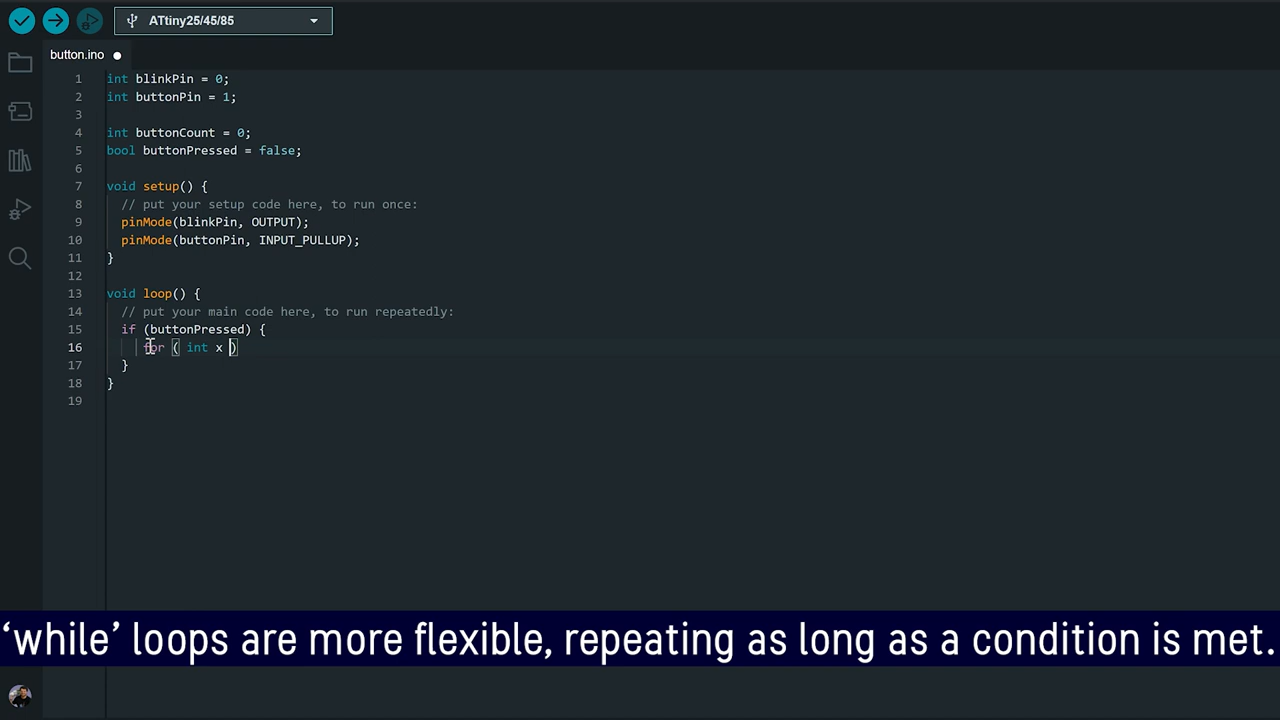 ATtiny25/45/85
button.ino
1 int blinkPin = 0;
2 int buttonPin = 1;
3
4 int buttonCount = 0;
5 bool buttonPressed = false;
6
7 void setup() {
8 // put your setup code here, to run once:
9 pinMode(blinkPin, OUTPUT);
10 pinMode(buttonPin, INPUT_PULLUP);
11 }
12
13 void loop() {
14 // put your main code here, to run repeatedly:
15 if (buttonPressed) {
16 for ( int x )
17 }
18 }
19
‘while’ loops are more flexible, repeating as long as a condition is met.